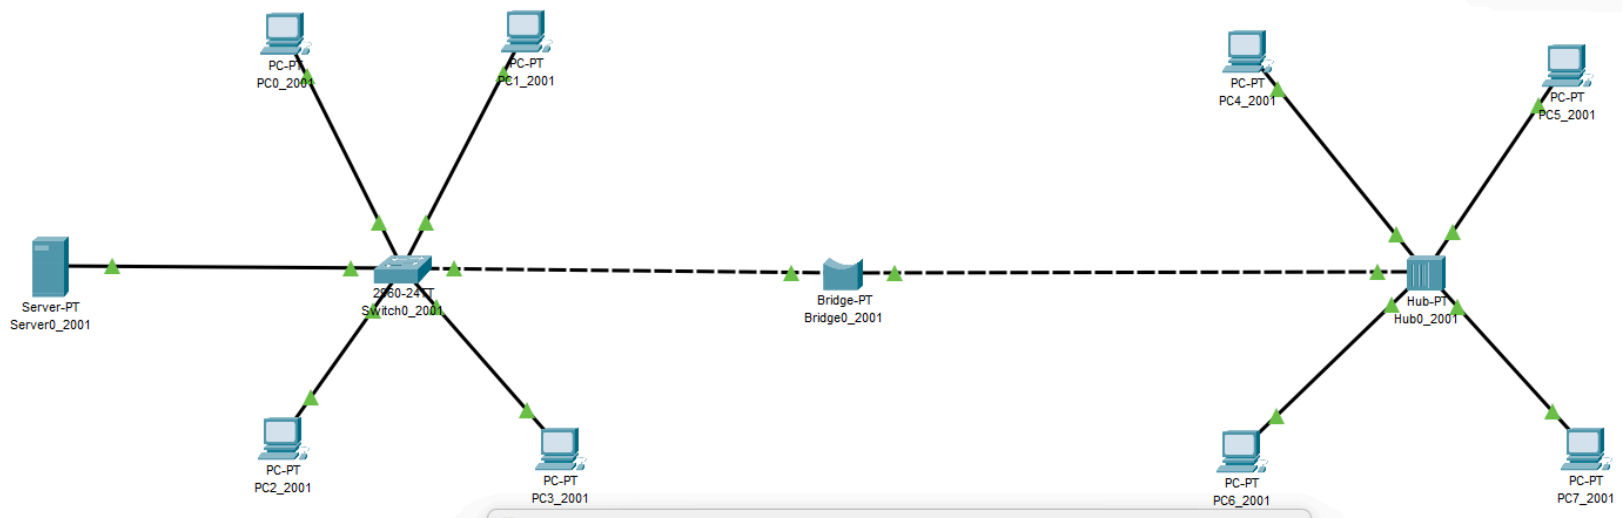 PC-PT
PC0_2001
PC-PT
PC1_2001
PC-PT
PC4_2001
PC-PT
PC5_2001
Server-PT
Server0_2001
2960-24TT
Switch0_2001
Bridge-PT
Bridge0_2001
Hub-PT
Hub0_2001
PC-PT
PC2_2001
PC-PT
PC3_2001
PC-PT
PC6_2001
PC-PT
PC7_2001